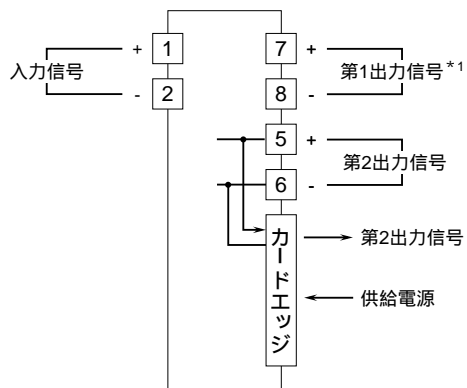 入力信号
+ 1
- 2
7 +
8 -
第1出力信号*1
5 +
6 -
第2出力信号
カードエッジ
第2出力信号
供給電源